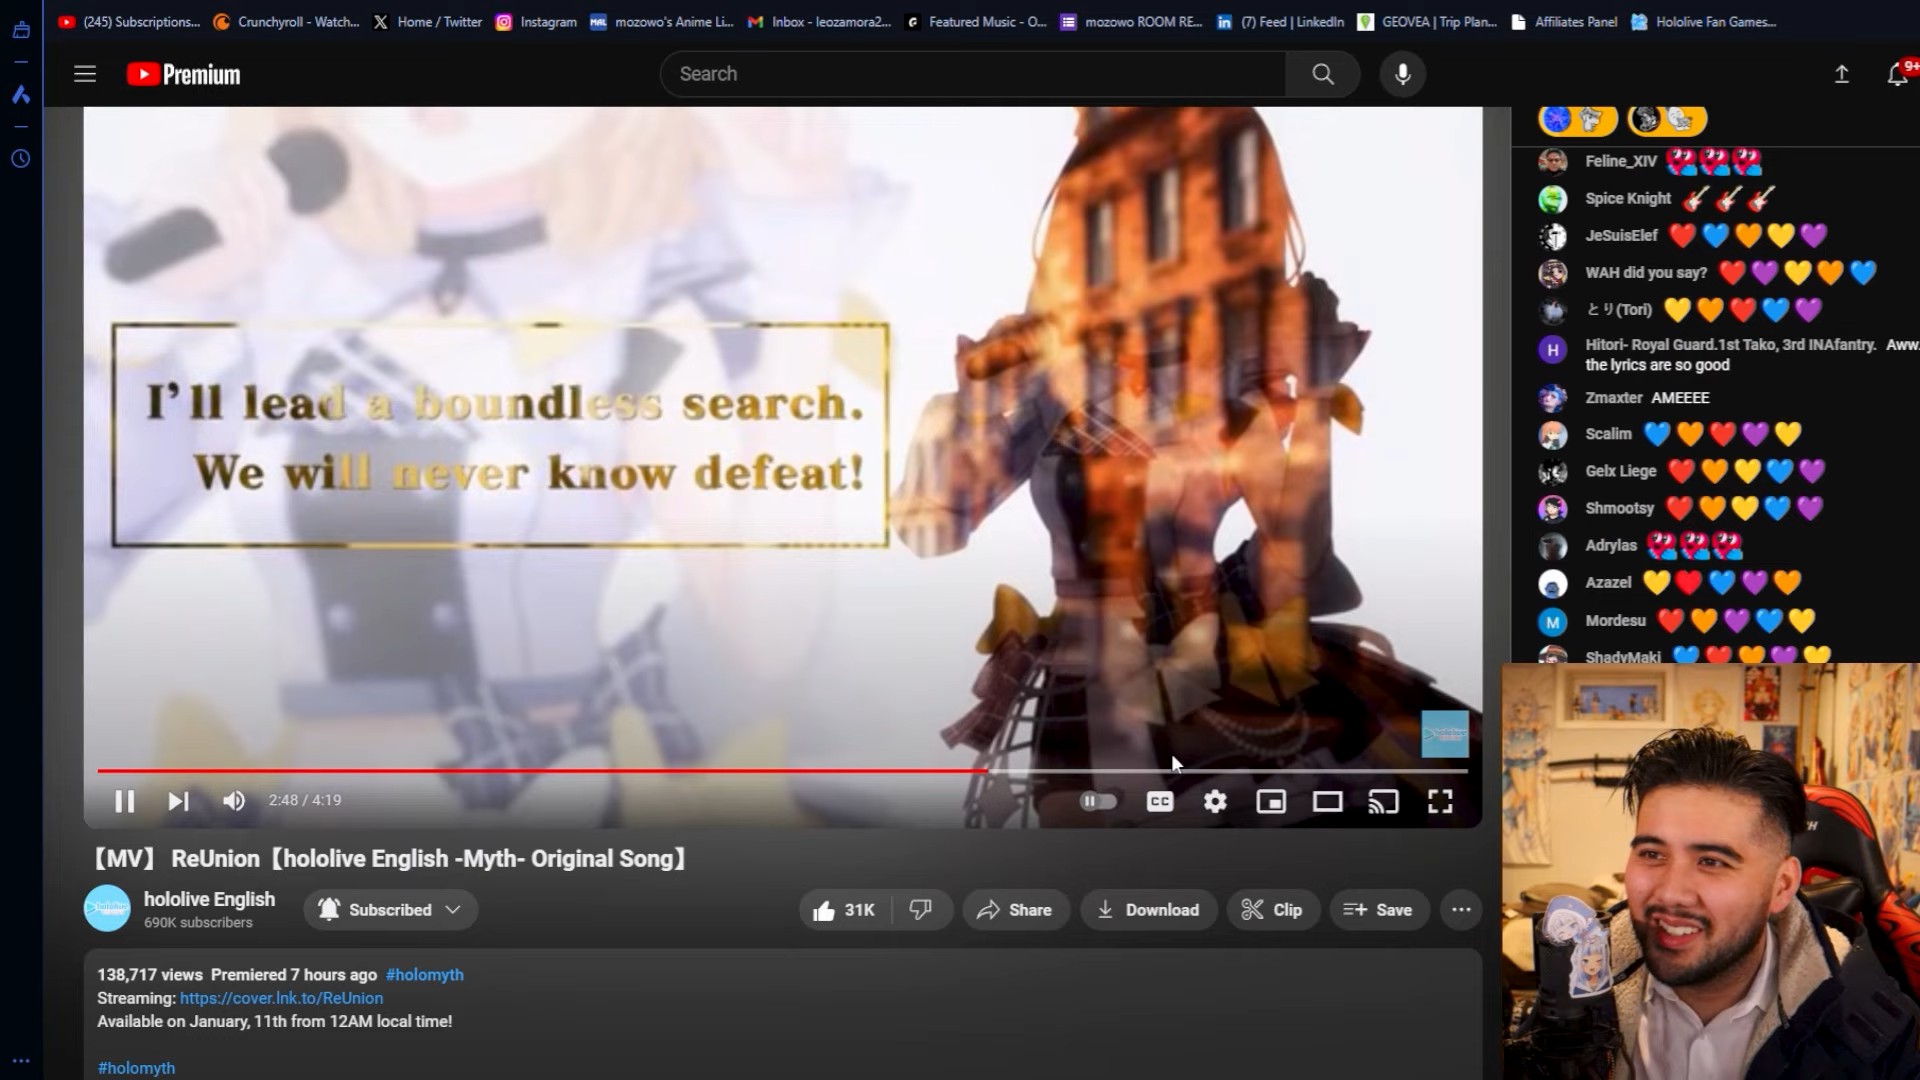 (245) Subscriptions...
Crunchyroll - Watch...
Home / Twitter
Instagram
mozowo's Anime Li...
Inbox - leozamora2...
Featured Music - O...
mozowo ROOM RE...
(7) Feed | LinkedIn
GEOVEA | Trip Plan...
Affiliates Panel
Hololive Fan Games...
Premium
Search
9+
I'll lead a boundless search.
We will never know defeat!
2:48 / 4:19
CC
【MV】 ReUnion【hololive English -Myth- Original Song】
hololive English
690K subscribers
Subscribed
31K
Share
Download
Clip
Save
138,717 views Premiered 7 hours ago #holomyth
Streaming: https://cover.lnk.to/ReUnion
Available on January, 11th from 12AM local time!
#holomyth
Feline_XIV
Spice Knight
JeSuisElef
WAH did you say?
とり(Tori)
H Hitori- Royal Guard.1st Tako, 3rd INAfantry. Aww.
the lyrics are so good
Zmaxter AMEEEE
Scalim
Gelx Liege
Shmootsy
Adrylas
Azazel
M Mordesu
ShadyMaki